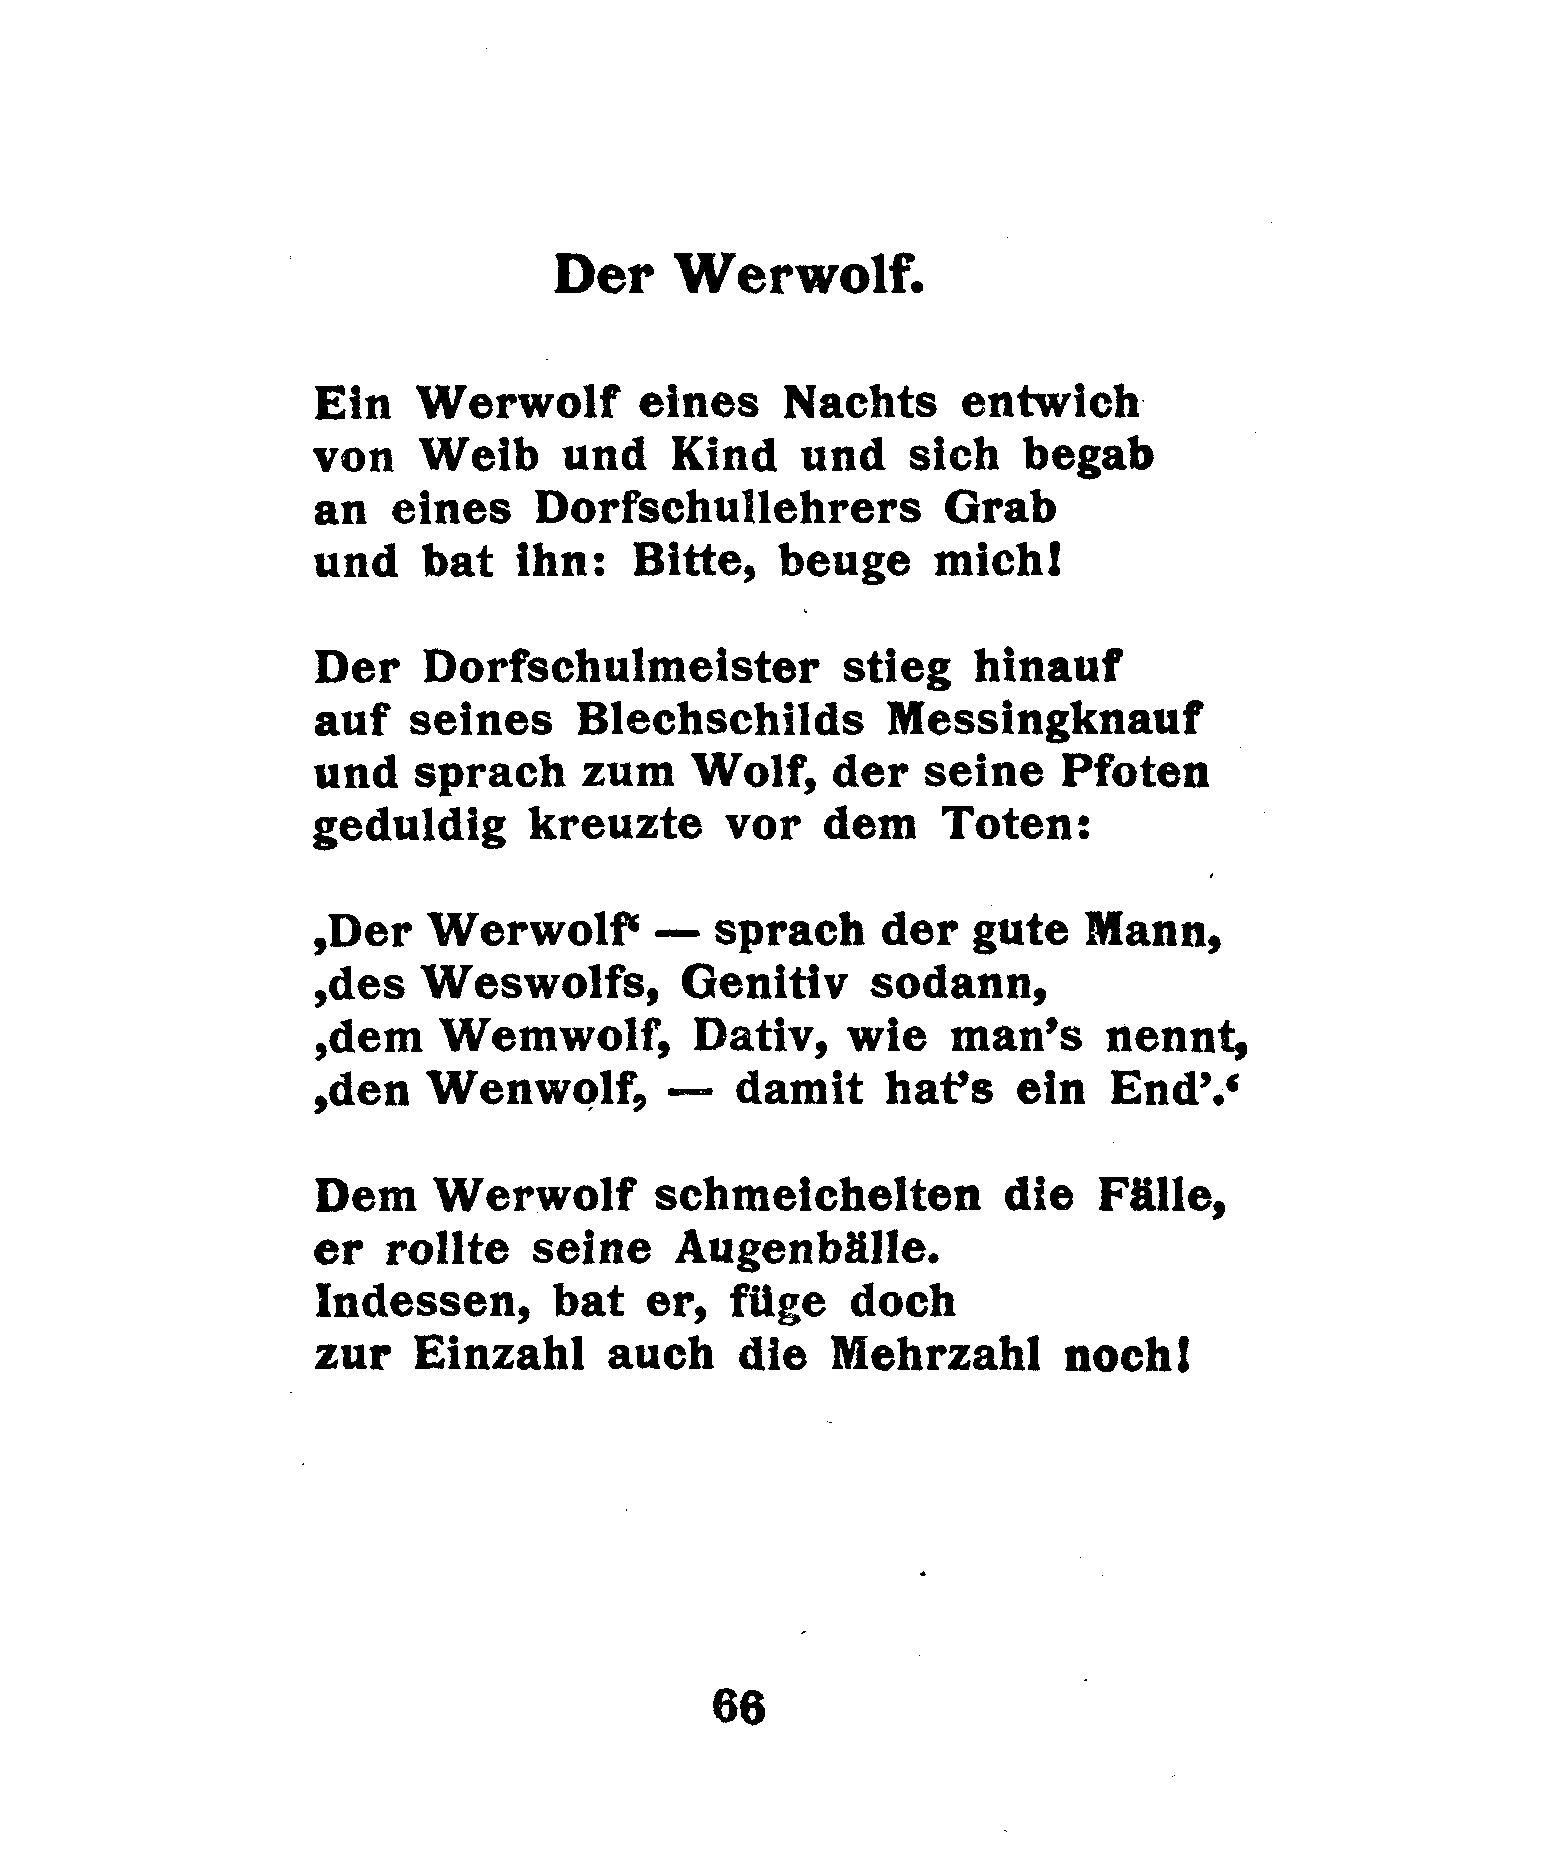 Der Werwolf.
Ein Werwolf eines Nachts entwich
von Weib und Kind und sich begab
an eines Dorfschullehrers Grab
und bat ihn: Bitte, beuge mich!
Der Dorfschulmeister stieg hinauf
auf seines Blechschilds Messingknauf
und sprach zum Wolf, der seine Pfoten
geduldig kreuzte vor dem Toten:
‚Der Werwolf‘ — sprach der gute Mann,
‚des Weswolfs, Genitiv sodann,
‚dem Wemwolf, Dativ, wie man’s nennt,
‚den Wenwolf, — damit hat’s ein End’.‘
Dem Werwolf schmeichelten die Fälle,
er rollte seine Augenbälle.
Indessen, bat er, füge doch
zur Einzahl auch die Mehrzahl noch!
66